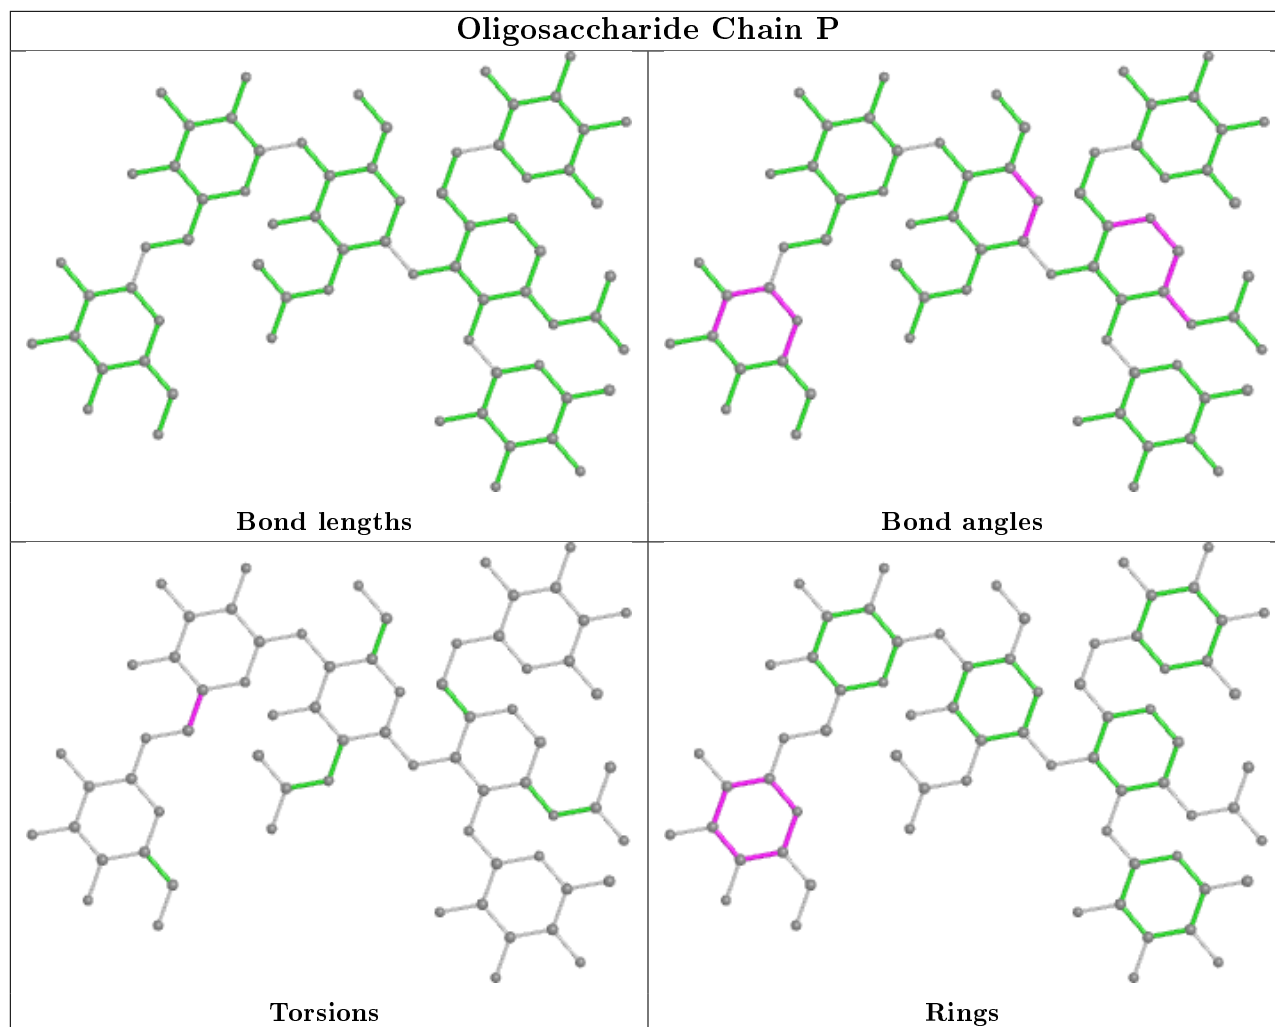 Oligosaccharide Chain P
Bond lengths
Bond angles
Torsions
Rings